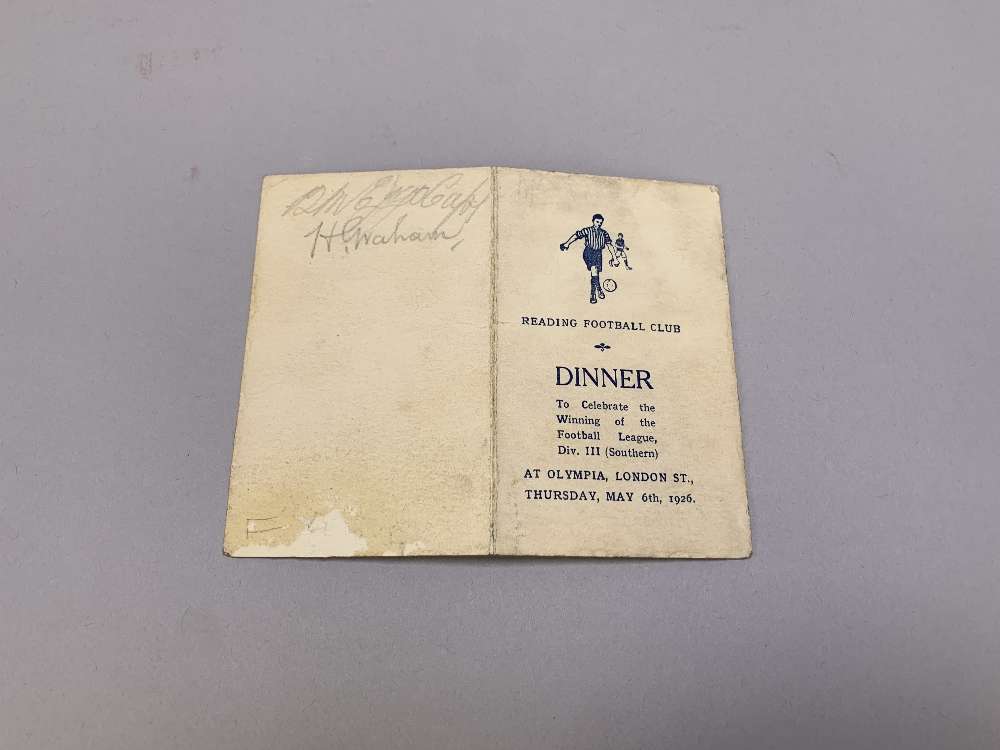 H Graham,
F
READING FOOTBALL CLUB
DINNER
To Celebrate the
Winning of the
Football League,
Div. III (Southern)
AT OLYMPIA, LONDON ST.,
THURSDAY, MAY 6th, 1926.